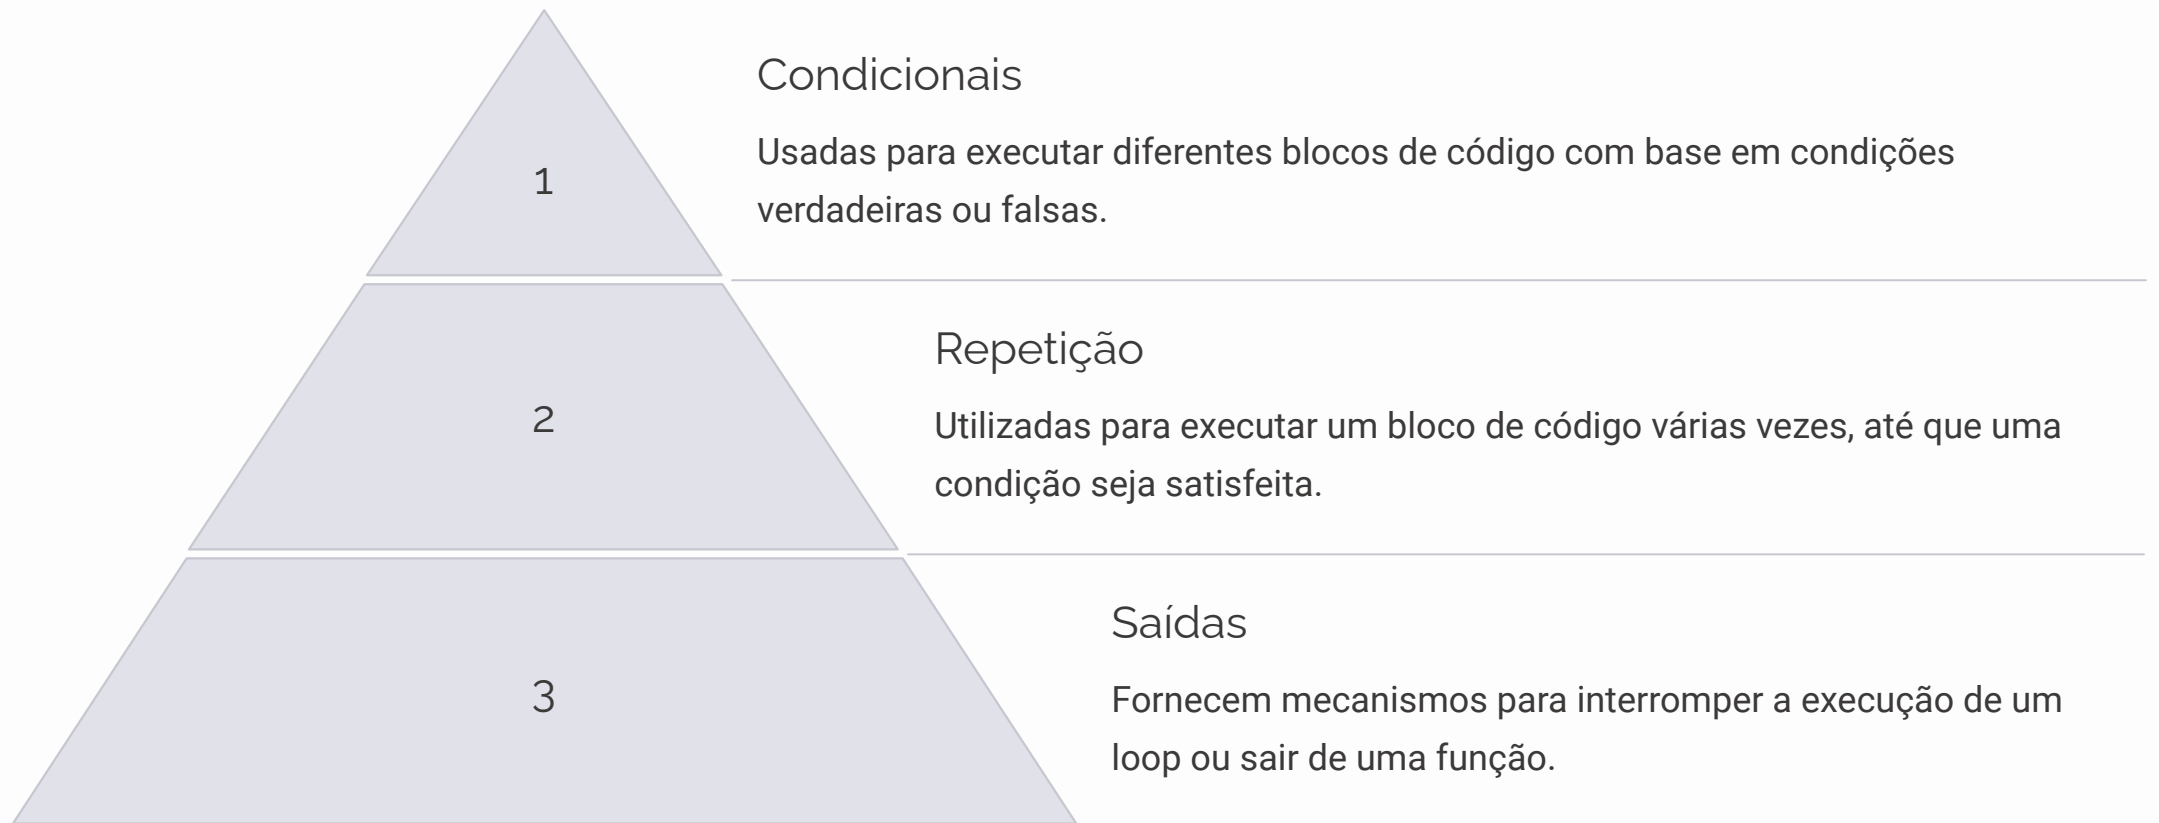 1
Condicionais
Usadas para executar diferentes blocos de código com base em condições
verdadeiras ou falsas.
2
Repetição
Utilizadas para executar um bloco de código várias vezes, até que uma
condição seja satisfeita.
3
Saídas
Fornecem mecanismos para interromper a execução de um
loop ou sair de uma função.